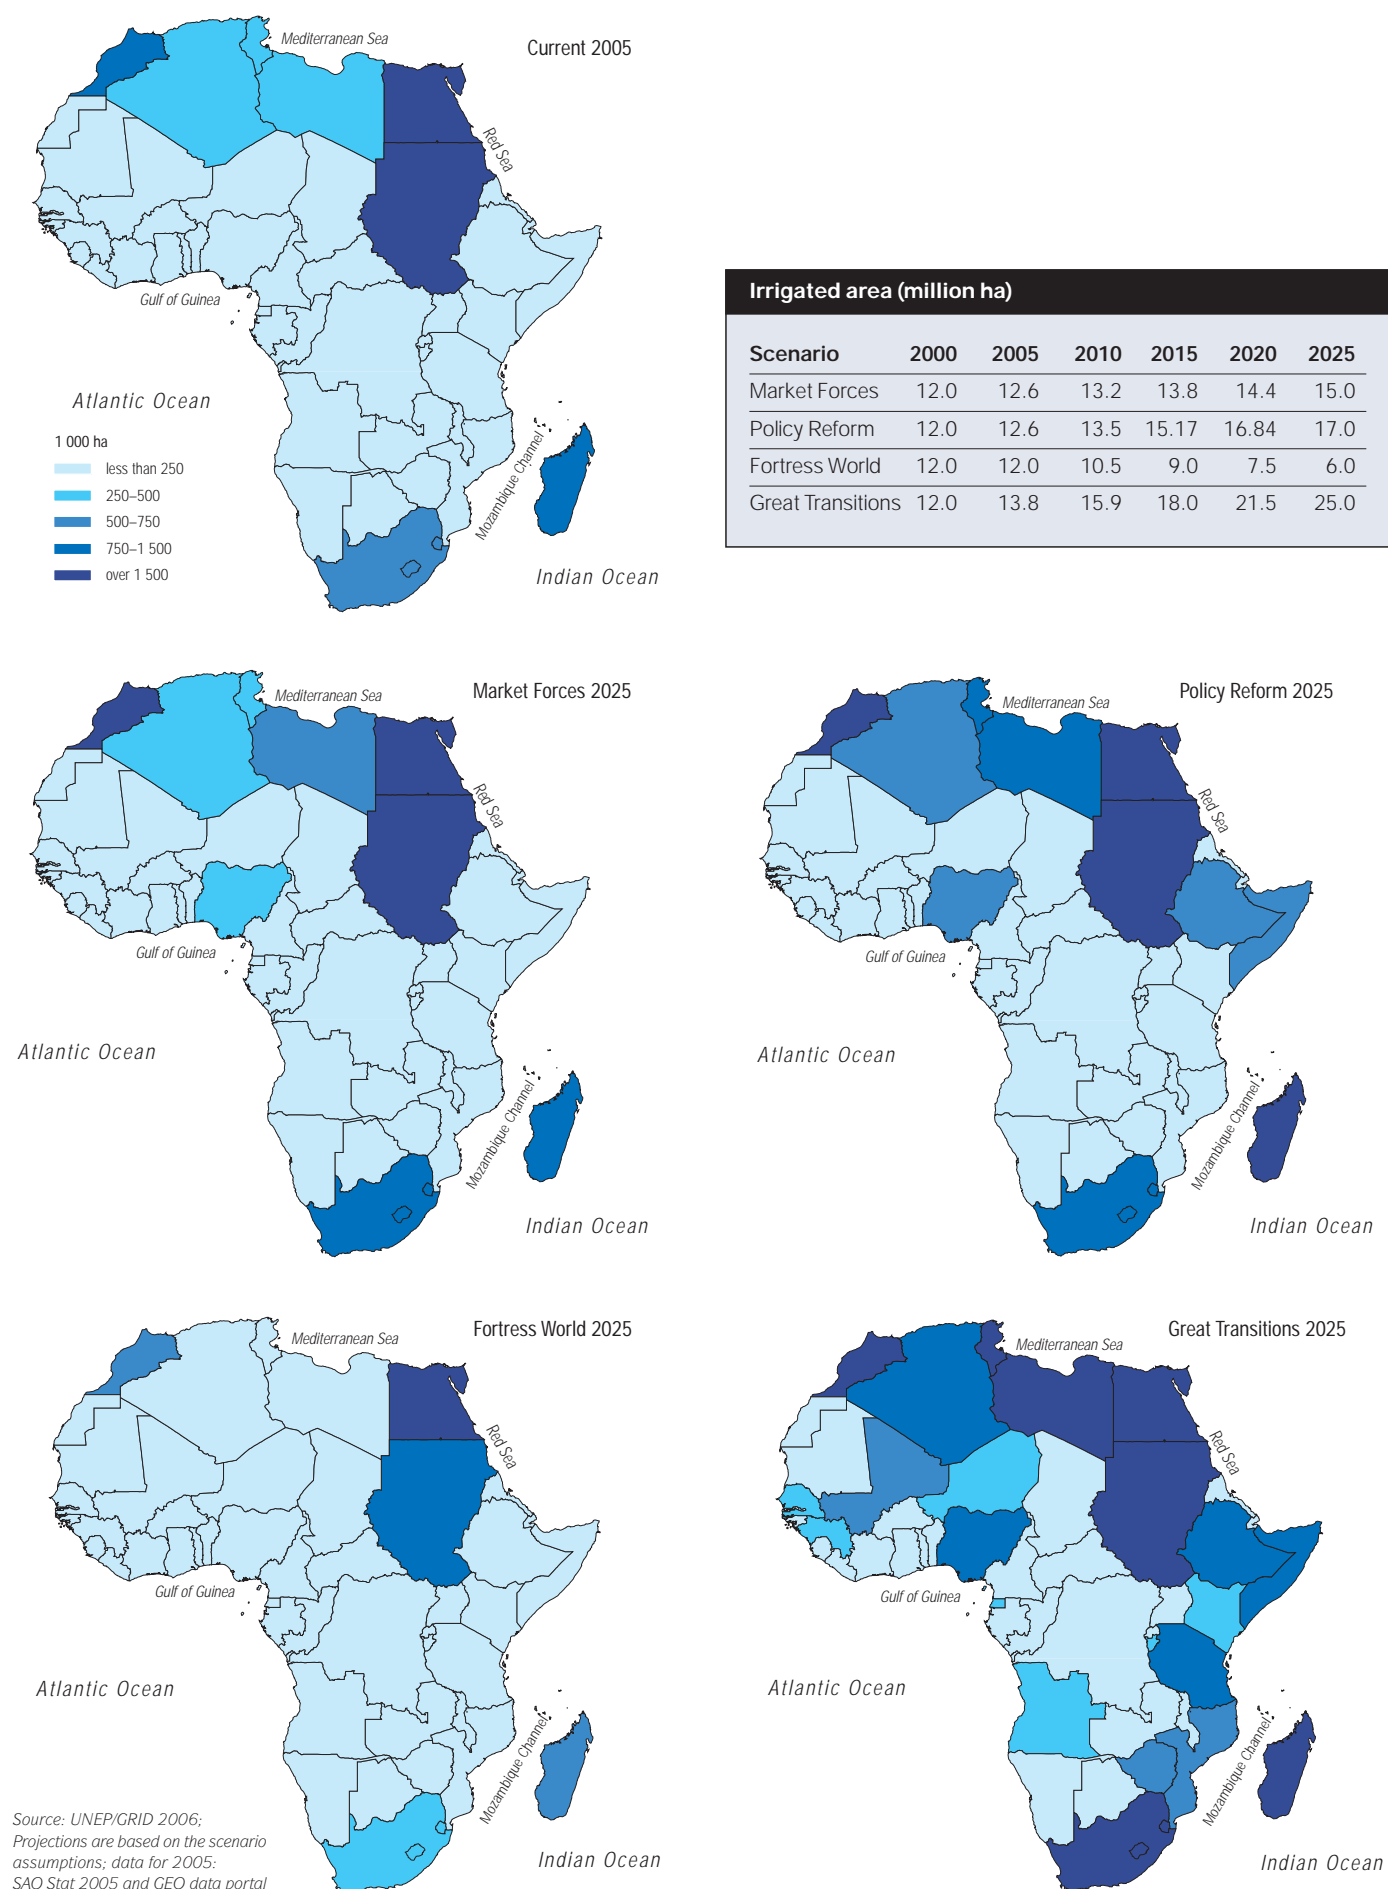 Current 2005
Mediterranean Sea
Red Sea
Gulf of Guinea
Atlantic Ocean
Mozambique Channel
Indian Ocean
1 000 ha
less than 250
250–500
500–750
750–1 500
over 1 500
Irrigated area (million ha)
Scenario 2000 2005 2010 2015 2020 2025
Market Forces 12.0 12.6 13.2 13.8 14.4 15.0
Policy Reform 12.0 12.6 13.5 15.17 16.84 17.0
Fortress World 12.0 12.0 10.5 9.0 7.5 6.0
Great Transitions 12.0 13.8 15.9 18.0 21.5 25.0
Market Forces 2025
Mediterranean Sea
Red Sea
Gulf of Guinea
Atlantic Ocean
Mozambique Channel
Indian Ocean
Policy Reform 2025
Mediterranean Sea
Red Sea
Gulf of Guinea
Atlantic Ocean
Mozambique Channel
Indian Ocean
Fortress World 2025
Mediterranean Sea
Red Sea
Gulf of Guinea
Atlantic Ocean
Mozambique Channel
Indian Ocean
Source: UNEP/GRID 2006;
Projections are based on the scenario
assumptions; data for 2005:
SAO Stat 2005 and GEO data portal
Great Transitions 2025
Mediterranean Sea
Red Sea
Gulf of Guinea
Atlantic Ocean
Mozambique Channel
Indian Ocean